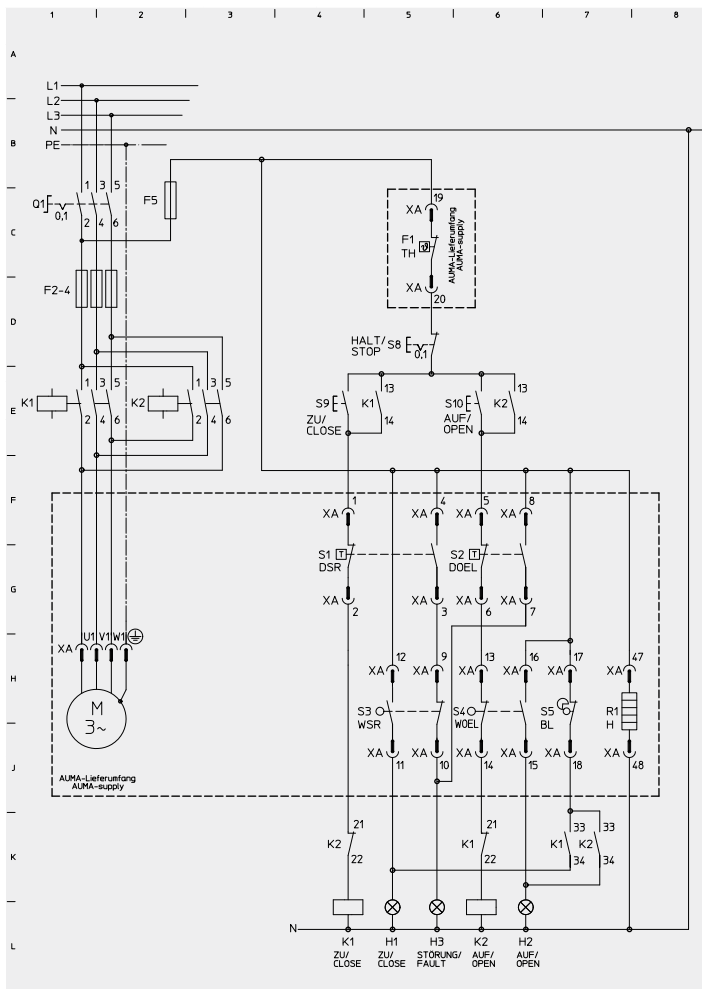 1 2 3 4 5 6 7 8
A
L1
L2
L3
N
B
PE
1 3 5
Q1
0,1
2 4 6
F5
19
XA
C
F1
TH
ϑ
AUMA-Lieferumfang
AUMA-supply
XA
20
F2-4
D
HALT/
STOP
S8
0,1
1 3 5
K1
2 4 6
1 3 5
K2
2 4 6
E
S9
ZU/
CLOSE
13
K1
14
S10
AUF/
OPEN
13
K2
14
F
1 4 5 8
XA XA XA XA
S1 T
DSR
S2 T
DOEL
G
XA XA XA XA
2 3 6 7
U1 V1 W1
XA
12 9 13 16 17 47
H
XA XA XA XA XA XA
M
3~
S3
WSR
S4
WOEL
S5
BL
R1
H
J
XA XA XA XA XA XA
11 10 14 15 18 48
AUMA-Lieferumfang
AUMA-supply
21
K2
22
21
K1
22
33 33
K1 K2
34 34
K
N
L
K1 H1 H3 K2 H2
ZU/
CLOSE
ZU/
CLOSE
STÖRUNG/
FAULT
AUF/
OPEN
AUF/
OPEN